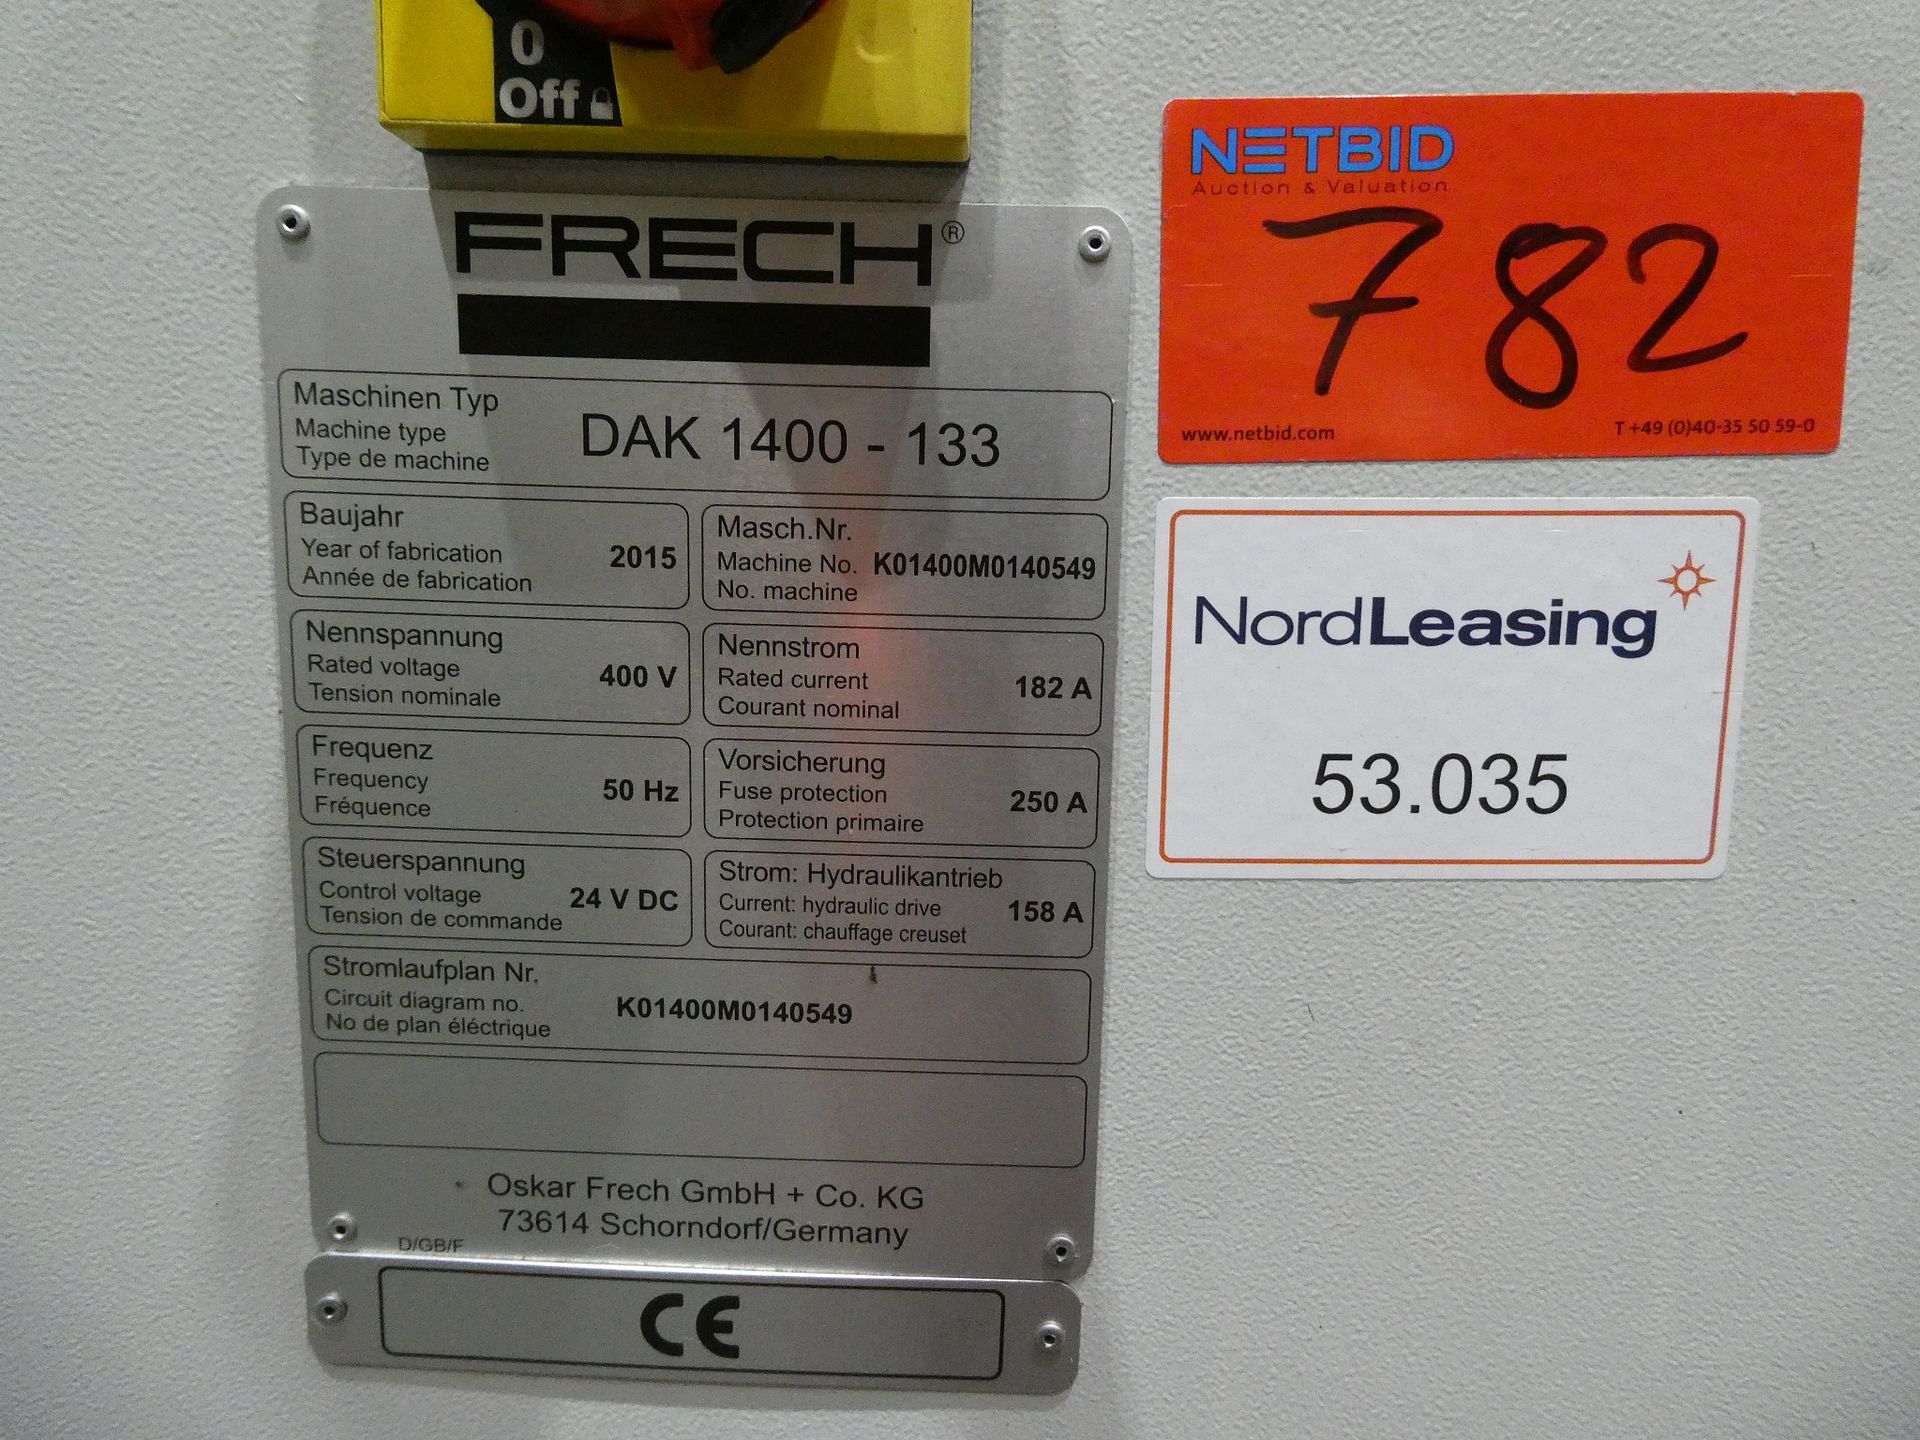 0
Off
FRECH®
Maschinen Typ
Machine type
Type de machine
DAK 1400 - 133
Baujahr
Year of fabrication
Année de fabrication
2015
Masch.Nr.
Machine No.
No. machine
K01400M0140549
Nennspannung
Rated voltage
Tension nominale
400 V
Nennstrom
Rated current
Courant nominal
182 A
Frequenz
Frequency
Fréquence
50 Hz
Vorsicherung
Fuse protection
Protection primaire
250 A
Steuerspannung
Control voltage
Tension de commande
24 V DC
Strom: Hydraulikantrieb
Current: hydraulic drive
Courant: chauffage creuset
158 A
Stromlaufplan Nr.
Circuit diagram no.
No de plan éléctrique
K01400M0140549
Oskar Frech GmbH + Co. KG
73614 Schorndorf/Germany
D/GB/F
CE
NETBID
Auction & Valuation
782
www.netbid.com
T +49 (0)40-35 50 59-0
NordLeasing
53.035